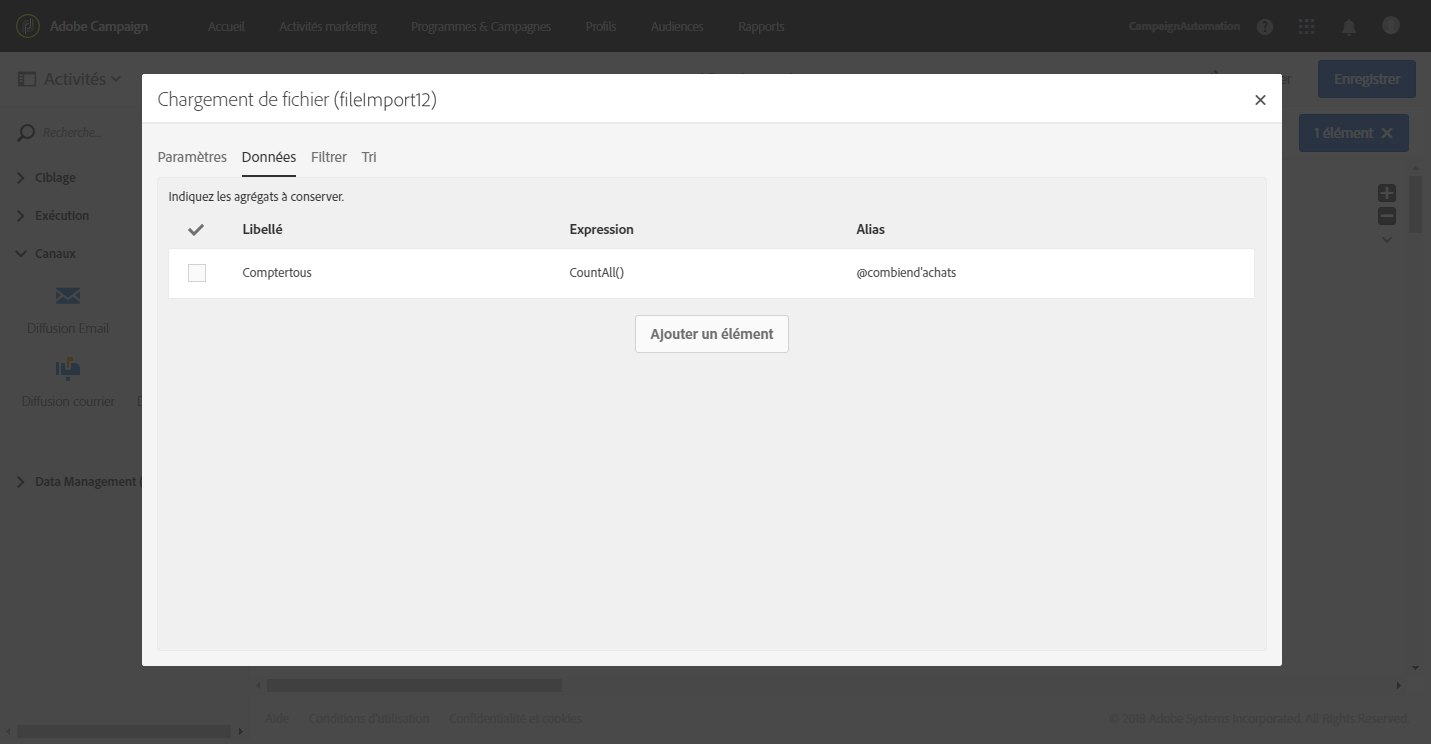 Adobe Campaign
Accueil
Activités marketing
Programmes & Campagnes
Profils
Audiences
Rapports
CampaignAutomation
Activités
Enregistrer
Chargement de fichier (fileImport12)
Recherche...
1 élément
Paramètres
Données
Filtrer
Tri
Ciblage
Exécution
Canaux
Diffusion Email
Diffusion courrier
Data Management
Indiquez les agrégats à conserver.
Libellé
Expression
Alias
Comptertous
CountAll()
@combiend'achats
Ajouter un élément
Aide
Conditions d'utilisation
Confidentialité et cookies
© 2018 Adobe Systems Incorporated. All Rights Reserved.